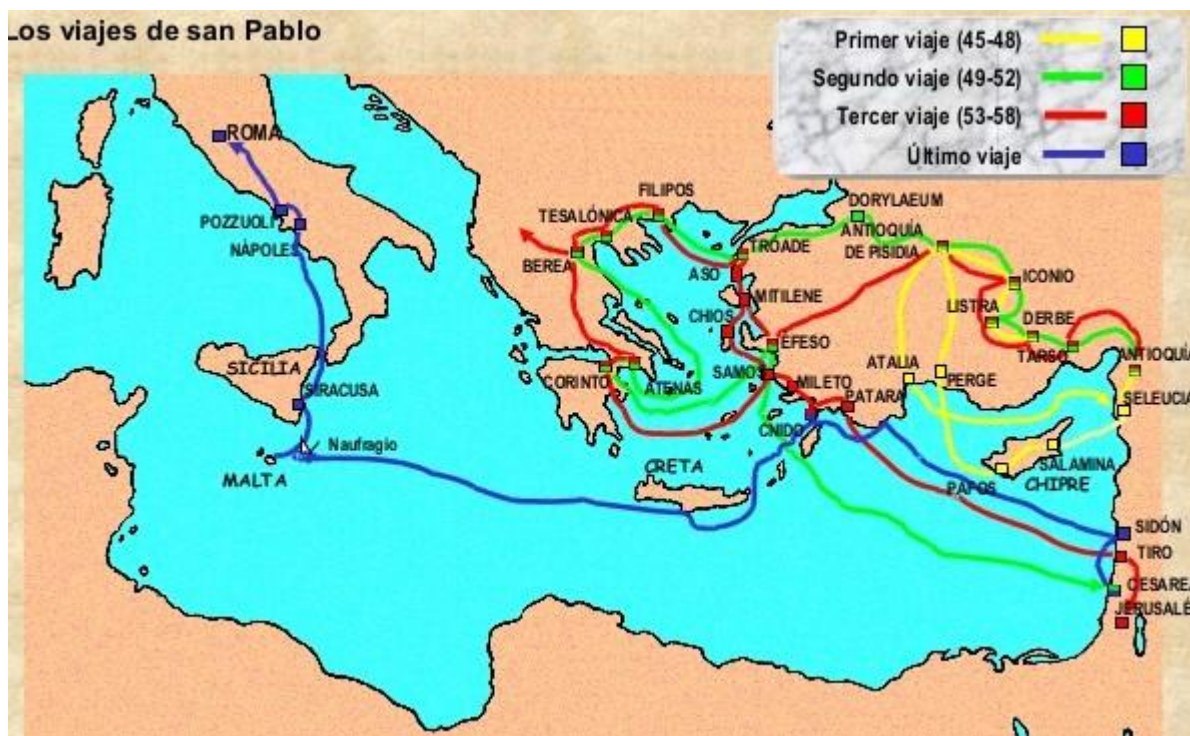 Los viajes de san Pablo
Primer viaje (45-48)
Segundo viaje (49-52)
Tercer viaje (53-58)
Último viaje
ROMA
POZZUOLI
NÁPOLES
SICILIA
SIRACUSA
Naufragio
MALTA
FILIPOS
TESALÓNICA
BEREA
TROADE
ASO
MITILENE
CHIOS
EFESO
SAMOS
MILETO
PATARA
CNIDO
CORINTO
ATENAS
CRETA
DORYLAEUM
ANTIOQUÍA
DE PISIDIA
ICONIO
LISTRA
DERBE
TARSO
ANTIOQUÍA
ATALIA
PERGE
SELEUCIA
SALAMINA
PAFOS
CHIPRE
SIDÓN
TIRO
CESAREA
JERUSALÉ